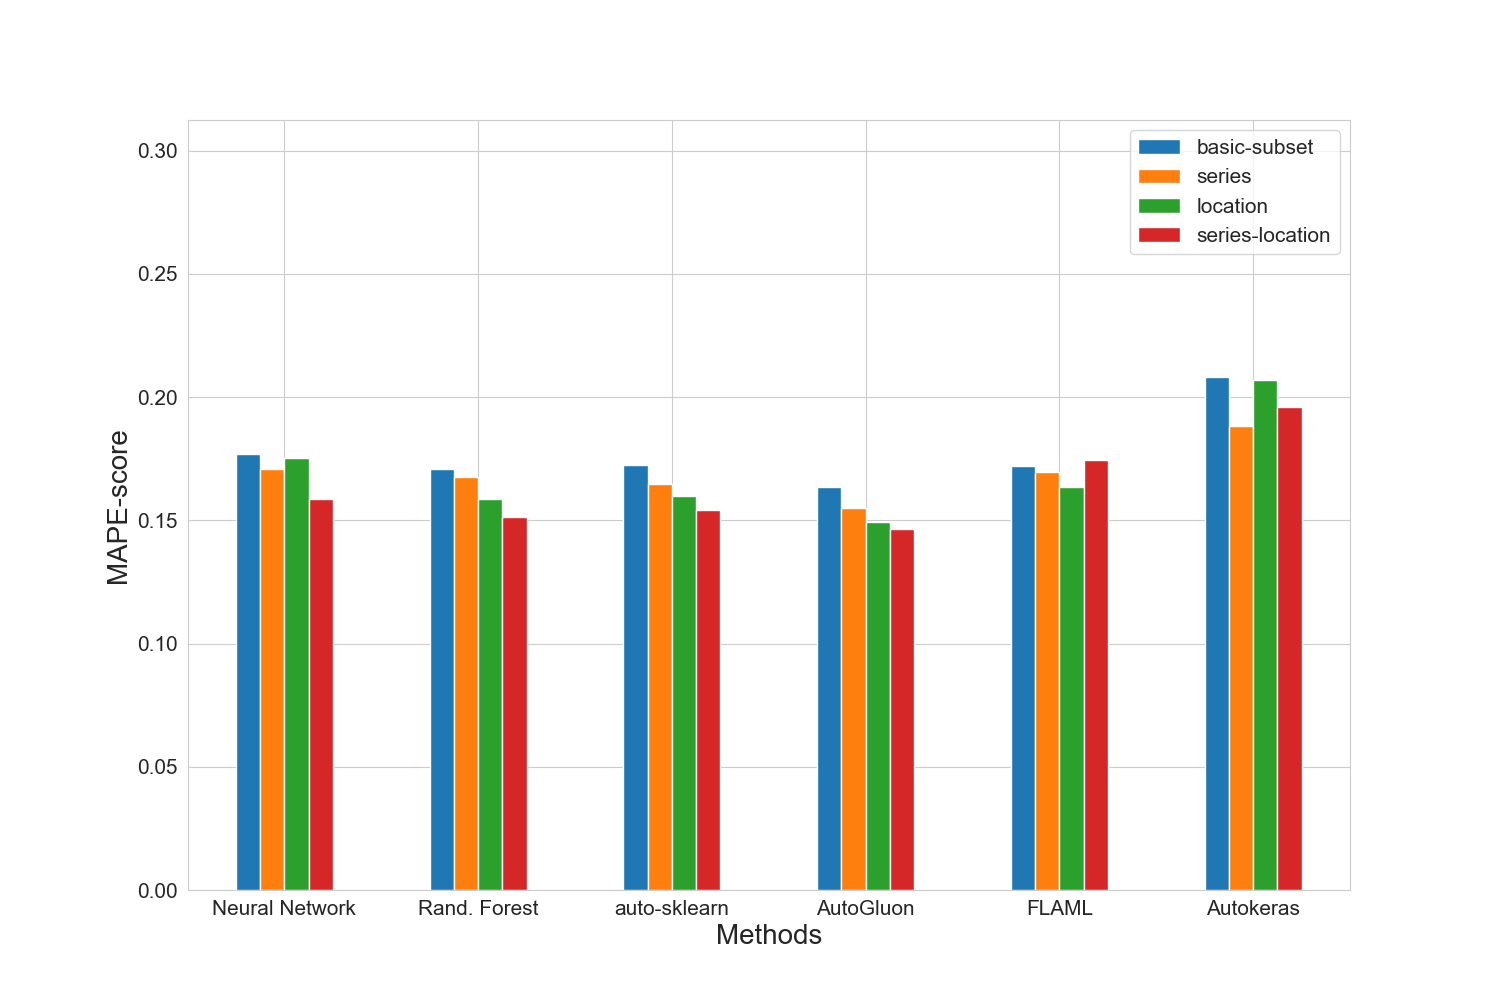 0.30
0.25
0.20
0.15
0.10
0.05
0.00
MAPE-score
basic-subset
series
location
series-location
Neural Network
Rand. Forest
auto-sklearn
AutoGluon
FLAML
Autokeras
Methods